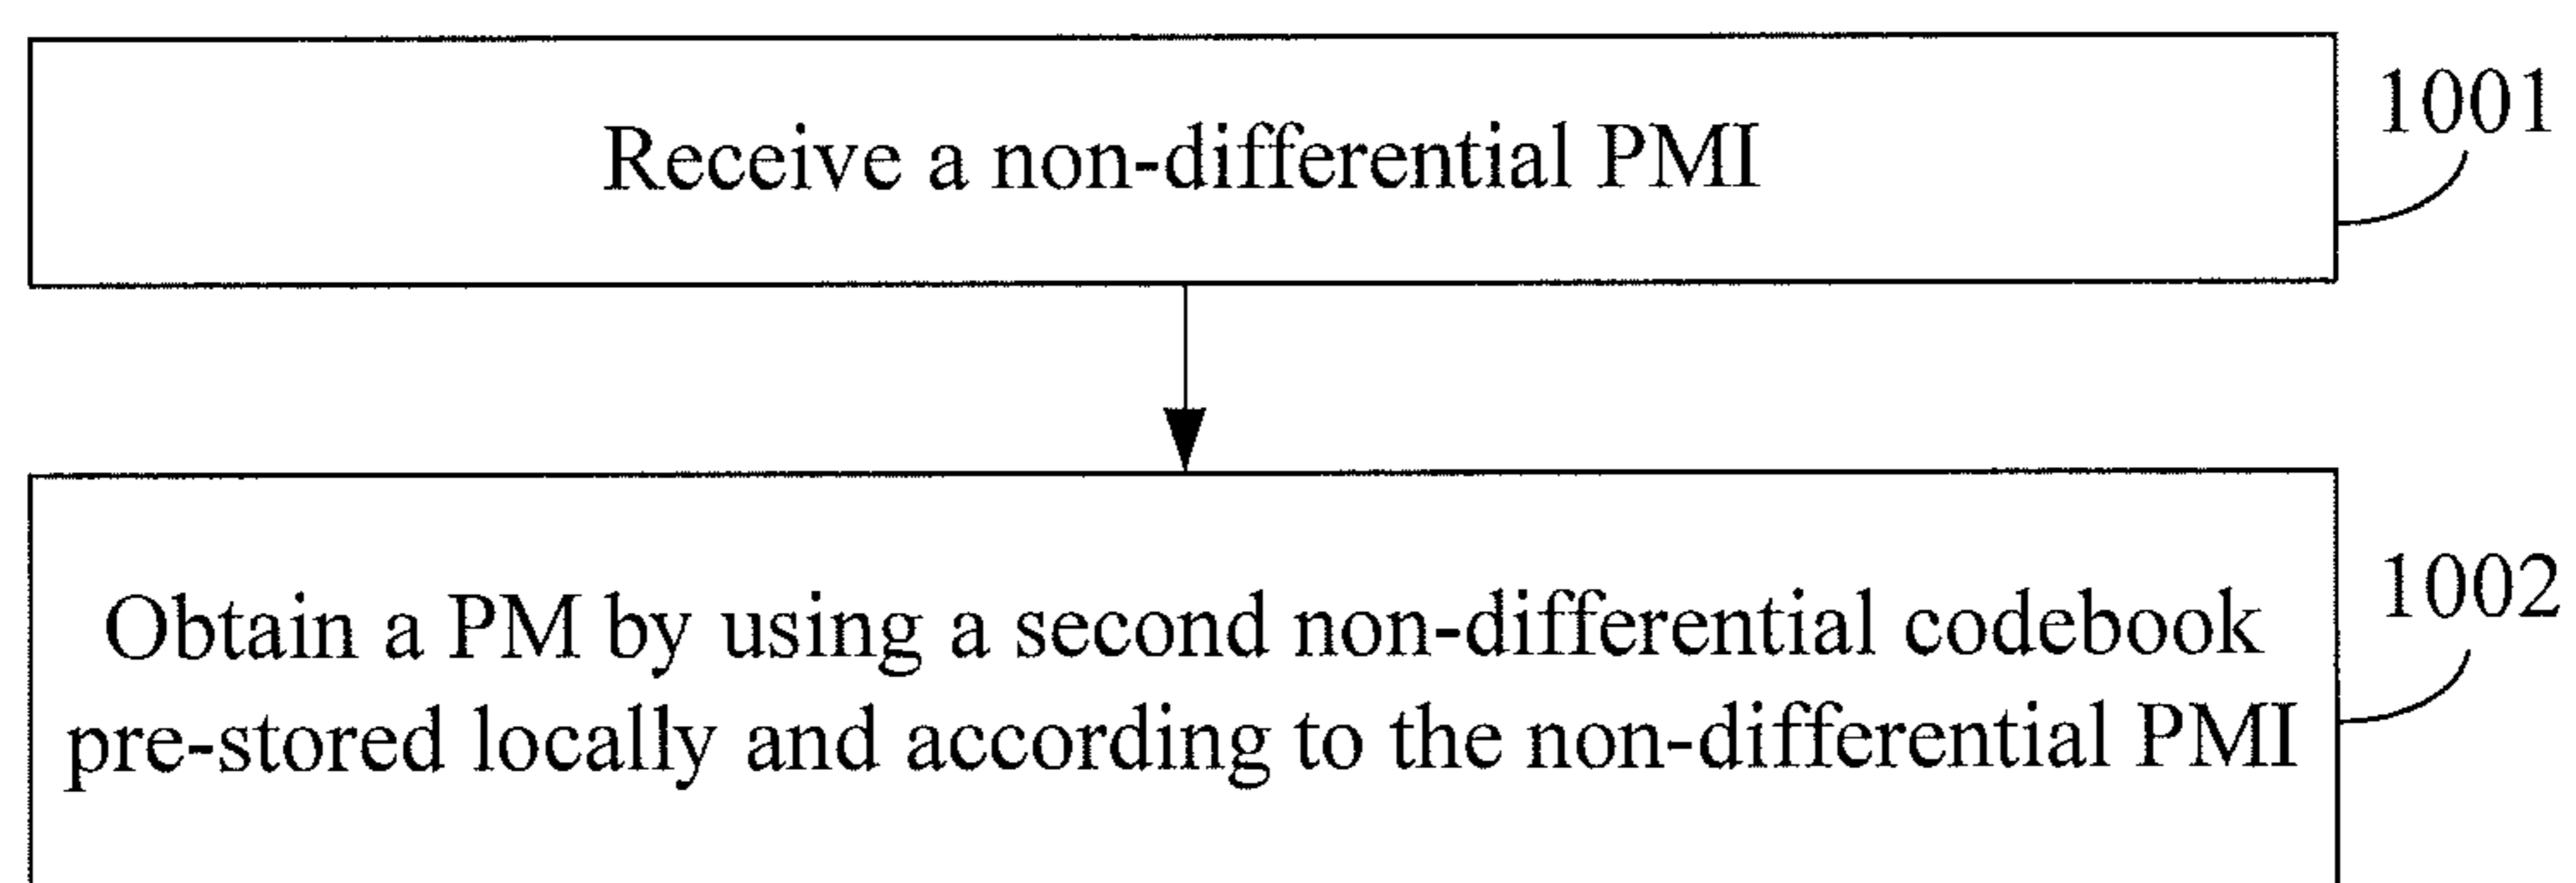 Receive a non-differential PMI
1001
Obtain a PM by using a second non-differential codebook
pre-stored locally and according to the non-differential PMI
1002